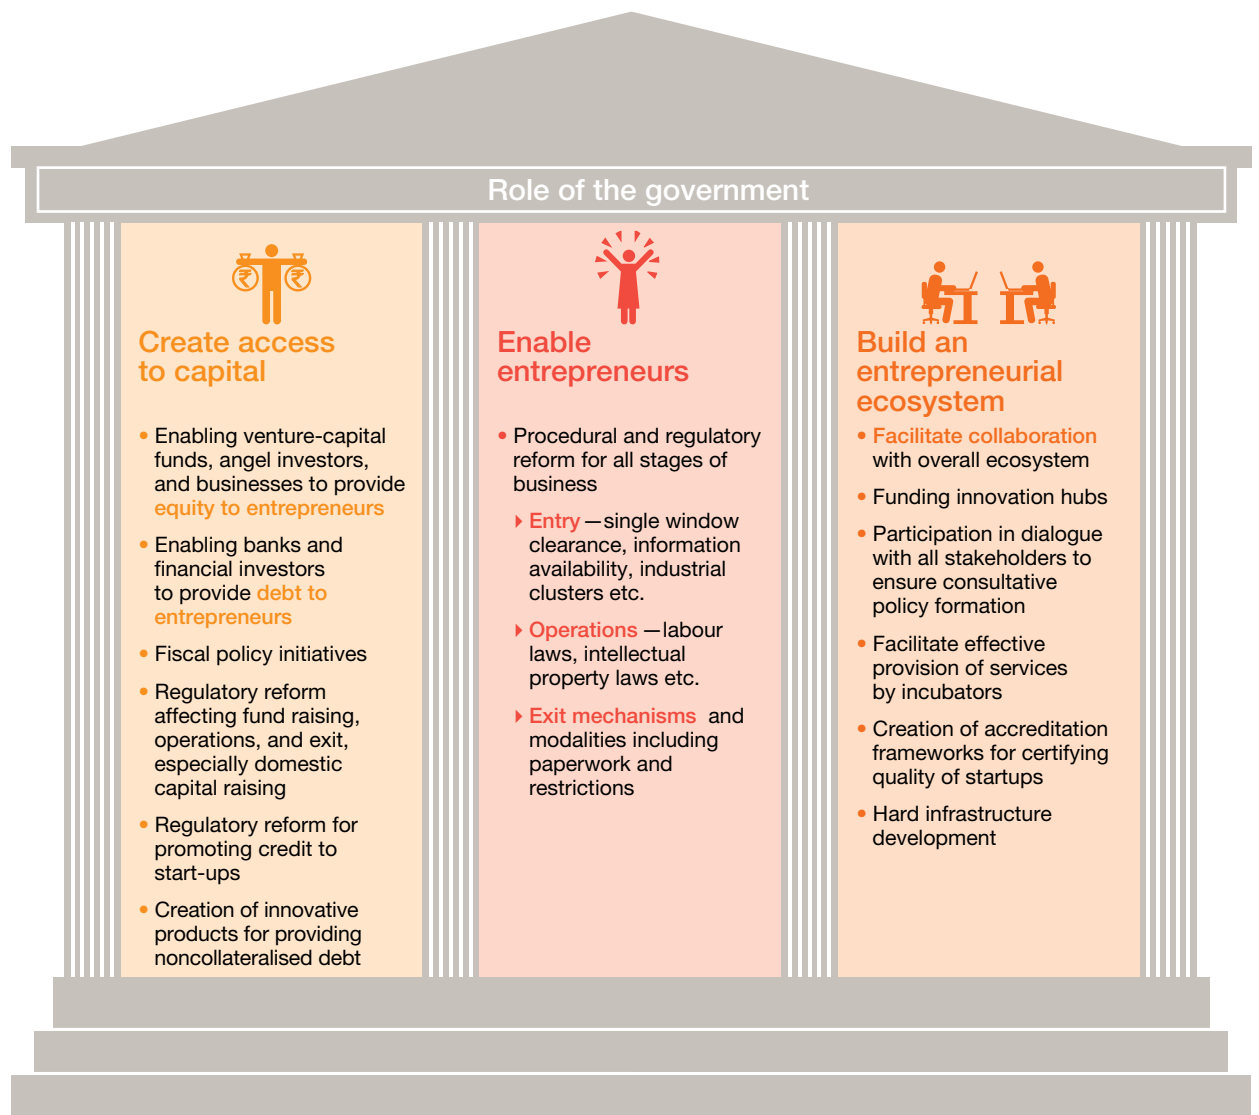 Role of the government
₹ ₹
Create access
to capital
• Enabling venture-capital
funds, angel investors,
and businesses to provide
equity to entrepreneurs
• Enabling banks and
financial investors
to provide debt to
entrepreneurs
• Fiscal policy initiatives
• Regulatory reform
affecting fund raising,
operations, and exit,
especially domestic
capital raising
• Regulatory reform for
promoting credit to
start-ups
• Creation of innovative
products for providing
noncollateralised debt
Enable
entrepreneurs
• Procedural and regulatory
reform for all stages of
business
Entry —single window
clearance, information
availability, industrial
clusters etc.
Operations —labour
laws, intellectual
property laws etc.
Exit mechanisms and
modalities including
paperwork and
restrictions
Build an
entrepreneurial
ecosystem
• Facilitate collaboration
with overall ecosystem
• Funding innovation hubs
• Participation in dialogue
with all stakeholders to
ensure consultative
policy formation
• Facilitate effective
provision of services
by incubators
• Creation of accreditation
frameworks for certifying
quality of startups
• Hard infrastructure
development